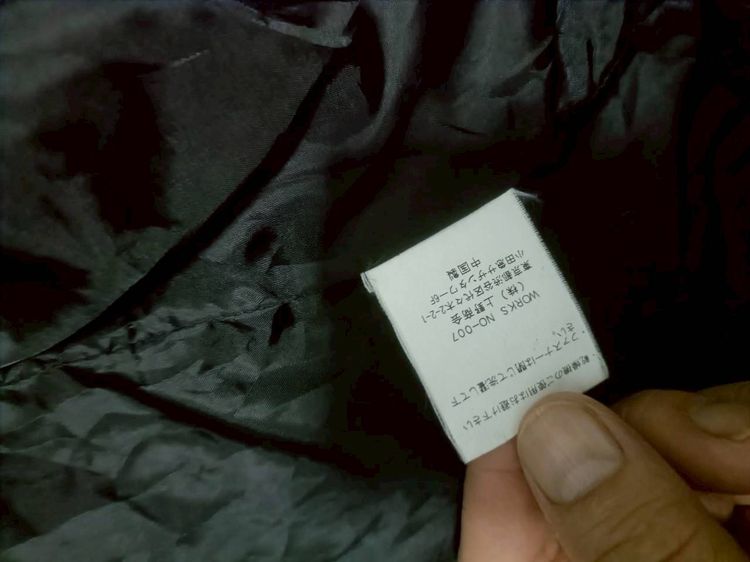 ・乾燥機のご使用はお避け下さい
・ファスナーは閉じて洗濯して下
さい。
WORKS NO-007
(株) 上野商会
東京都渋谷区代々木2-2-1
小田急サザンタワー6F
中国製